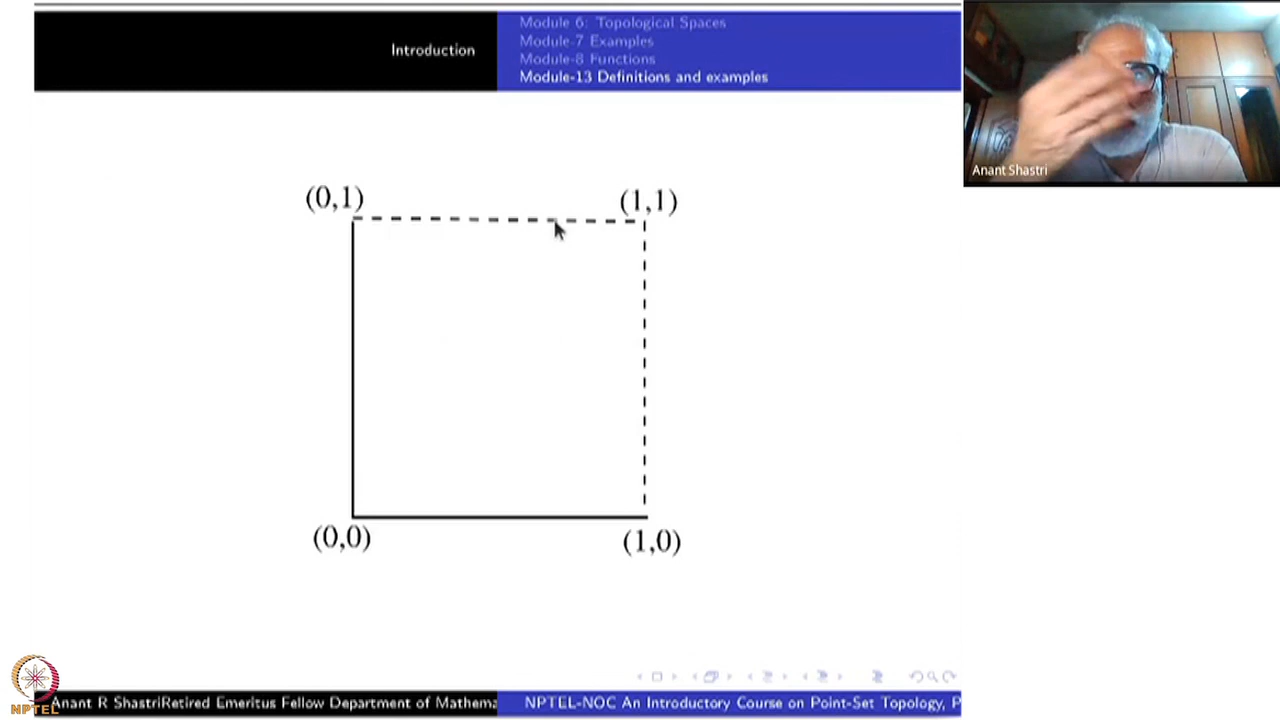 Introduction
Module 6: Topological Spaces
Module-7 Examples
Module-8 Functions
Module-13 Definitions and examples
Anant Shastri
(0,1)
(1,1)
(0,0)
(1,0)
NPTEL
Anant R ShastriRetired Emeritus Fellow Department of Mathema
NPTEL-NOC An Introductory Course on Point-Set Topology, P